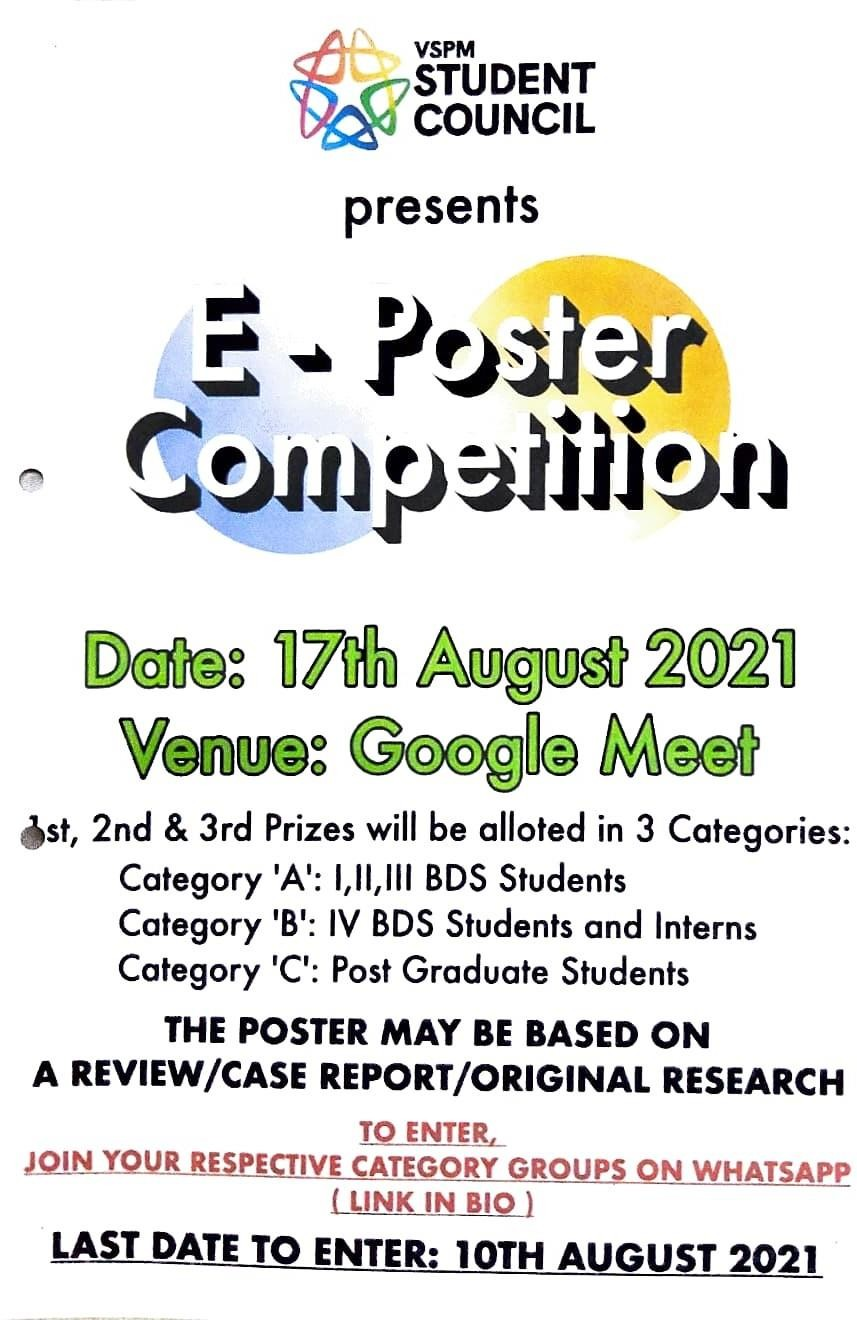 VSPM
STUDENT
COUNCIL
presents
E - Poster
Competition
Date: 17th August 2021
Venue: Google Meet
1st, 2nd & 3rd Prizes will be alloted in 3 Categories:
Category 'A': I,II,III BDS Students
Category 'B': IV BDS Students and Interns
Category 'C': Post Graduate Students
THE POSTER MAY BE BASED ON
A REVIEW/CASE REPORT/ORIGINAL RESEARCH
TO ENTER,
JOIN YOUR RESPECTIVE CATEGORY GROUPS ON WHATSAPP
( LINK IN BIO )
LAST DATE TO ENTER: 10TH AUGUST 2021